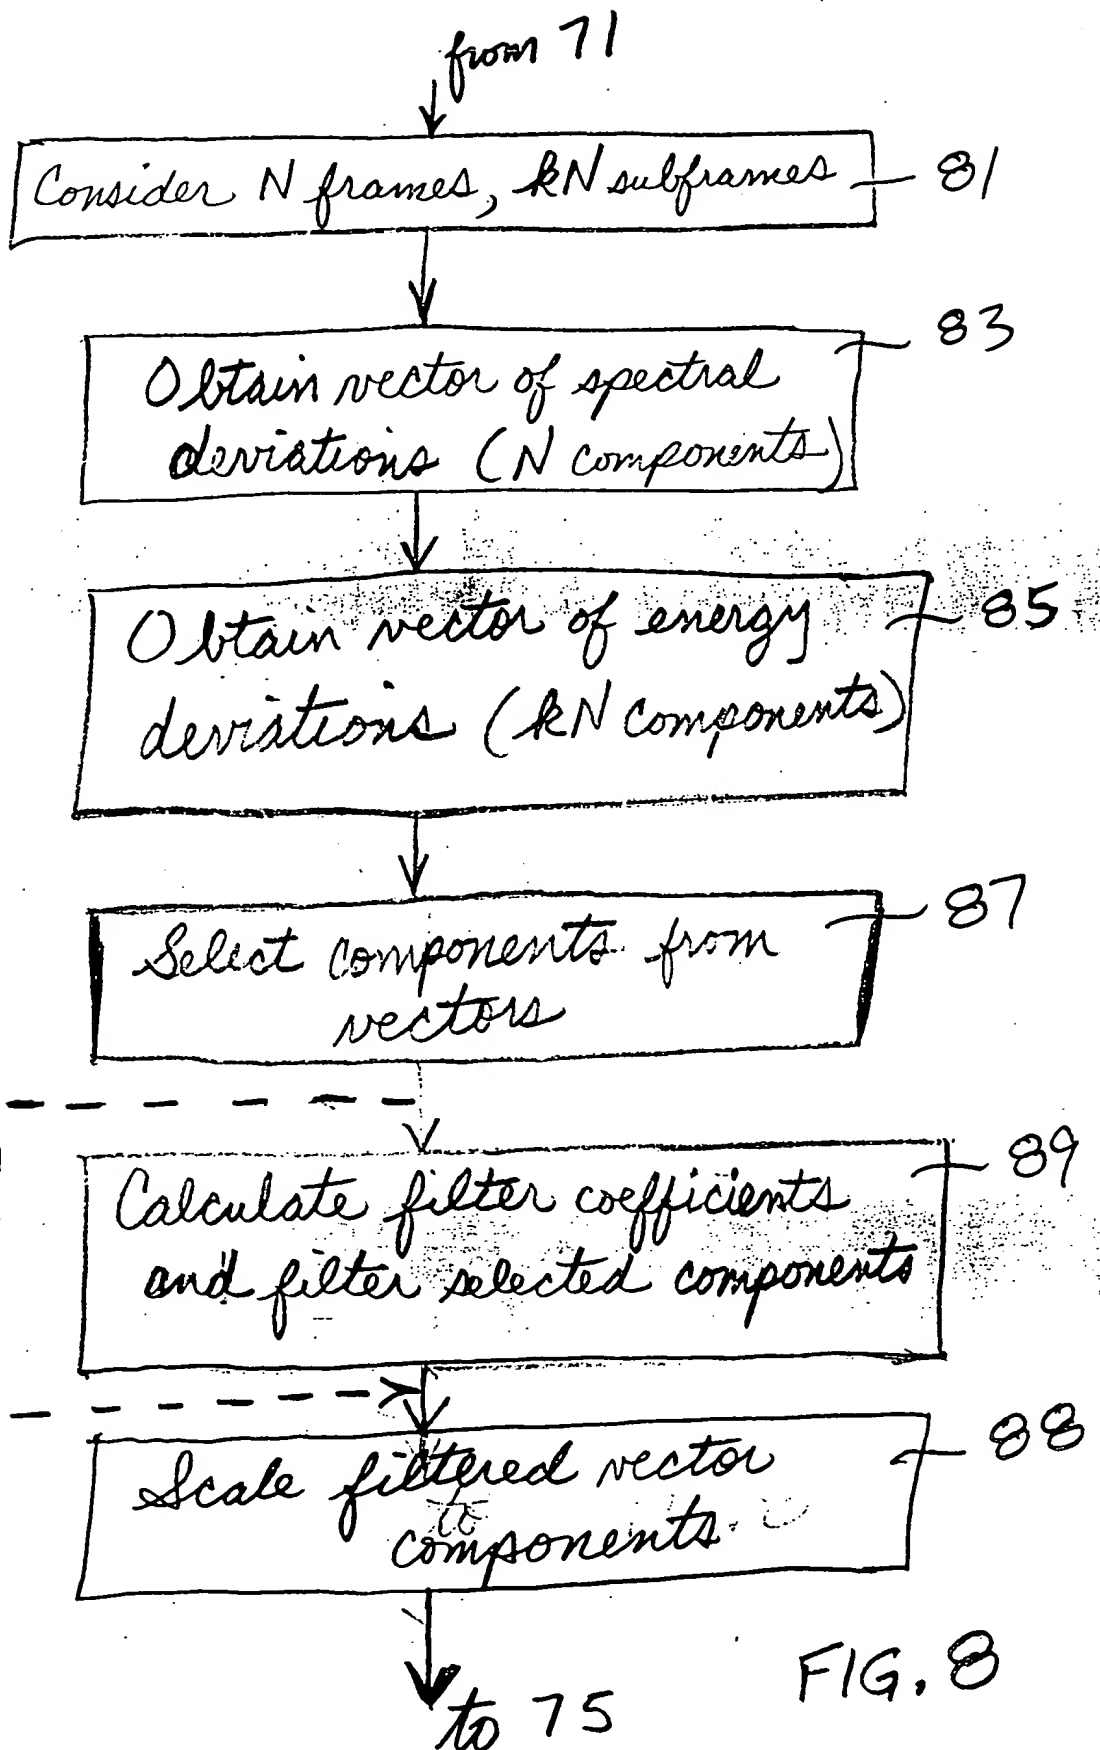 from 71
Consider N frames, kN subframes
81
83
Obtain vector of spectral
deviations (N components)
85
Obtain vector of energy
deviations (kN components)
87
Select components from
vectors
89
Calculate filter coefficients
and filter selected components
88
Scale filtered vector
components.
to 75
FIG. 8